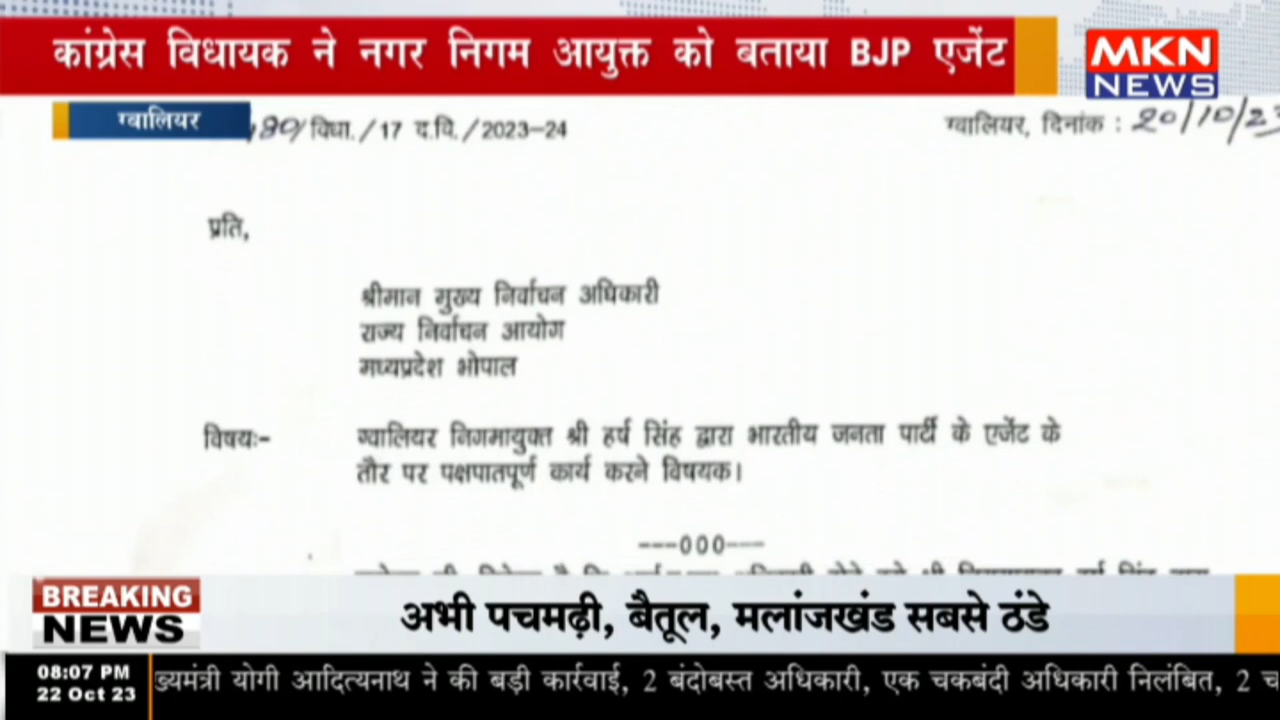 कांग्रेस विधायक ने नगर निगम आयुक्त को बताया BJP एजेंट
MKN
NEWS
ग्वालियर
180/विधा./17 द.वि./2023-24
ग्वालियर, दिनांक : 20/10/23
प्रति,
श्रीमान मुख्य निर्वाचन अधिकारी
राज्य निर्वाचन आयोग
मध्यप्रदेश भोपाल
विषयः- ग्वालियर निगमायुक्त श्री हर्ष सिंह द्वारा भारतीय जनता पार्टी के एजेंट के
तौर पर पक्षपातपूर्ण कार्य करने विषयक।
---000---
BREAKING
NEWS
अभी पचमढ़ी, बैतूल, मलांजखंड सबसे ठंडे
08:07 PM
22 Oct 23
ख्यमंत्री योगी आदित्यनाथ ने की बड़ी कार्रवाई, 2 बंदोबस्त अधिकारी, एक चकबंदी अधिकारी निलंबित, 2 च